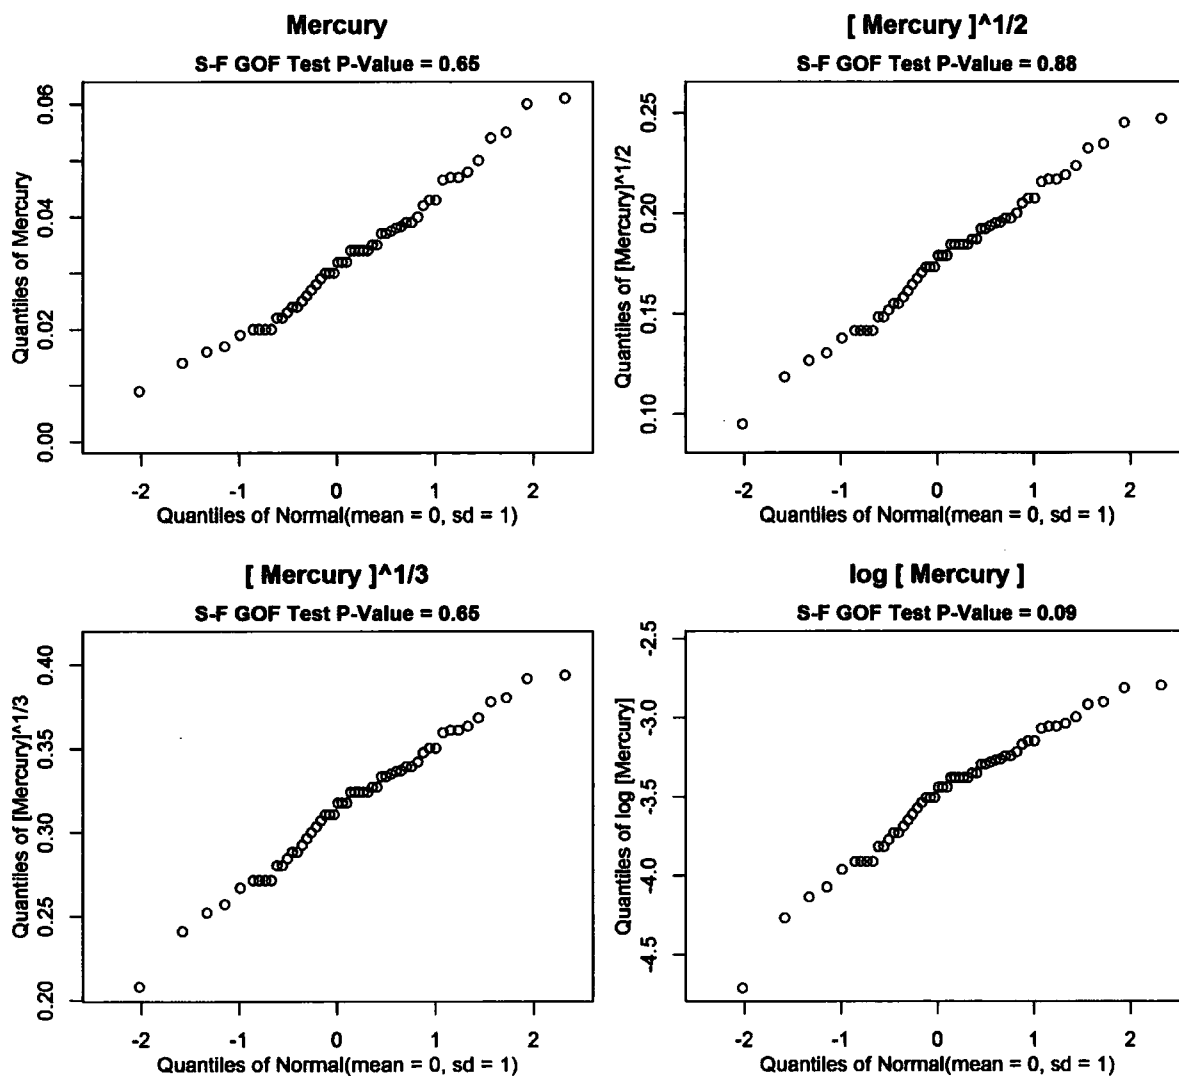 Mercury
S-F GOF Test P-Value = 0.65
Quantiles of Mercury
0.06
0.04
0.02
0.00
-2 -1 0 1 2
Quantiles of Normal(mean = 0, sd = 1)
[ Mercury ]^1/2
S-F GOF Test P-Value = 0.88
Quantiles of [Mercury]^1/2
0.25
0.20
0.15
0.10
-2 -1 0 1 2
Quantiles of Normal(mean = 0, sd = 1)
[ Mercury ]^1/3
S-F GOF Test P-Value = 0.65
Quantiles of [Mercury]^1/3
0.40
0.35
0.30
0.25
0.20
-2 -1 0 1 2
Quantiles of Normal(mean = 0, sd = 1)
log [ Mercury ]
S-F GOF Test P-Value = 0.09
Quantiles of log [Mercury]
-2.5
-3.0
-3.5
-4.0
-4.5
-2 -1 0 1 2
Quantiles of Normal(mean = 0, sd = 1)